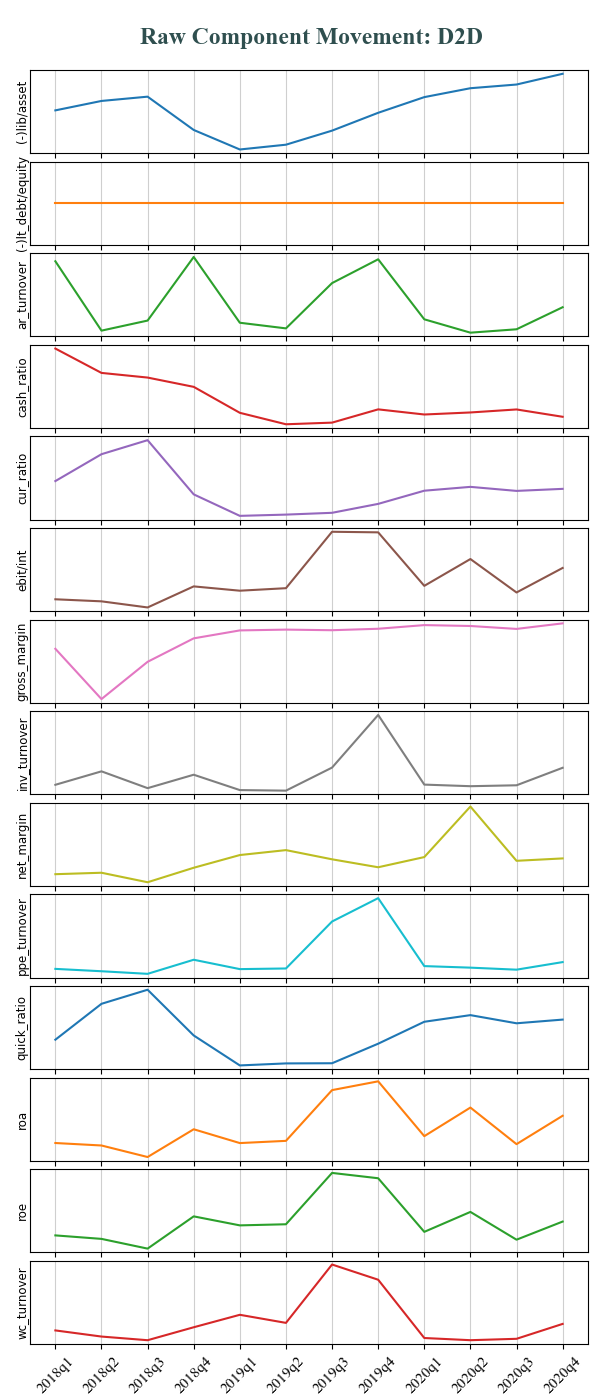 Raw Component Movement: D2D
(-)lib/asset
(-)lt_debt/equity
ar_turnover
cash_ratio
cur_ratio
ebit/int
gross_margin
inv_turnover
net_margin
ppe_turnover
quick_ratio
roa
roe
wc_turnover
2018q1 2018q2 2018q3 2018q4 2019q1 2019q2 2019q3 2019q4 2020q1 2020q2 2020q3 2020q4